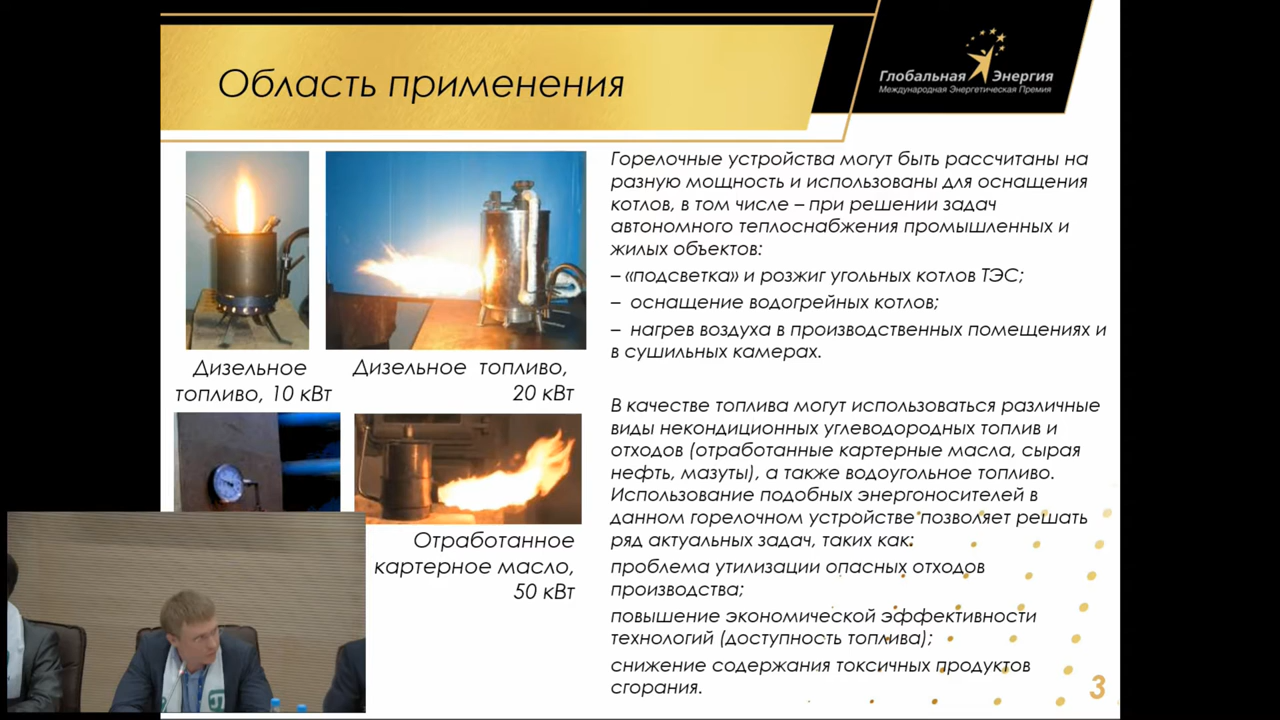 Область применения
Глобальная Энергия
Международная Энергетическая Премия
Дизельное
топливо, 10 кВт
Дизельное топливо,
20 кВт
Отработанное
картерное масло,
50 кВт
Горелочные устройства могут быть рассчитаны на
разную мощность и использованы для оснащения
котлов, в том числе – при решении задач
автономного теплоснабжения промышленных и
жилых объектов:
– «подсветка» и розжиг угольных котлов ТЭС;
– оснащение водогрейных котлов;
– нагрев воздуха в производственных помещениях и
в сушильных камерах.
В качестве топлива могут использоваться различные
виды некондиционных углеводородных топлив и
отходов (отработанные картерные масла, сырая
нефть, мазуты), а также водоугольное топливо.
Использование подобных энергоносителей в
данном горелочном устройстве позволяет решать
ряд актуальных задач, таких как:
проблема утилизации опасных отходов
производства;
повышение экономической эффективности
технологий (доступность топлива);
снижение содержания токсичных продуктов
сгорания.
3